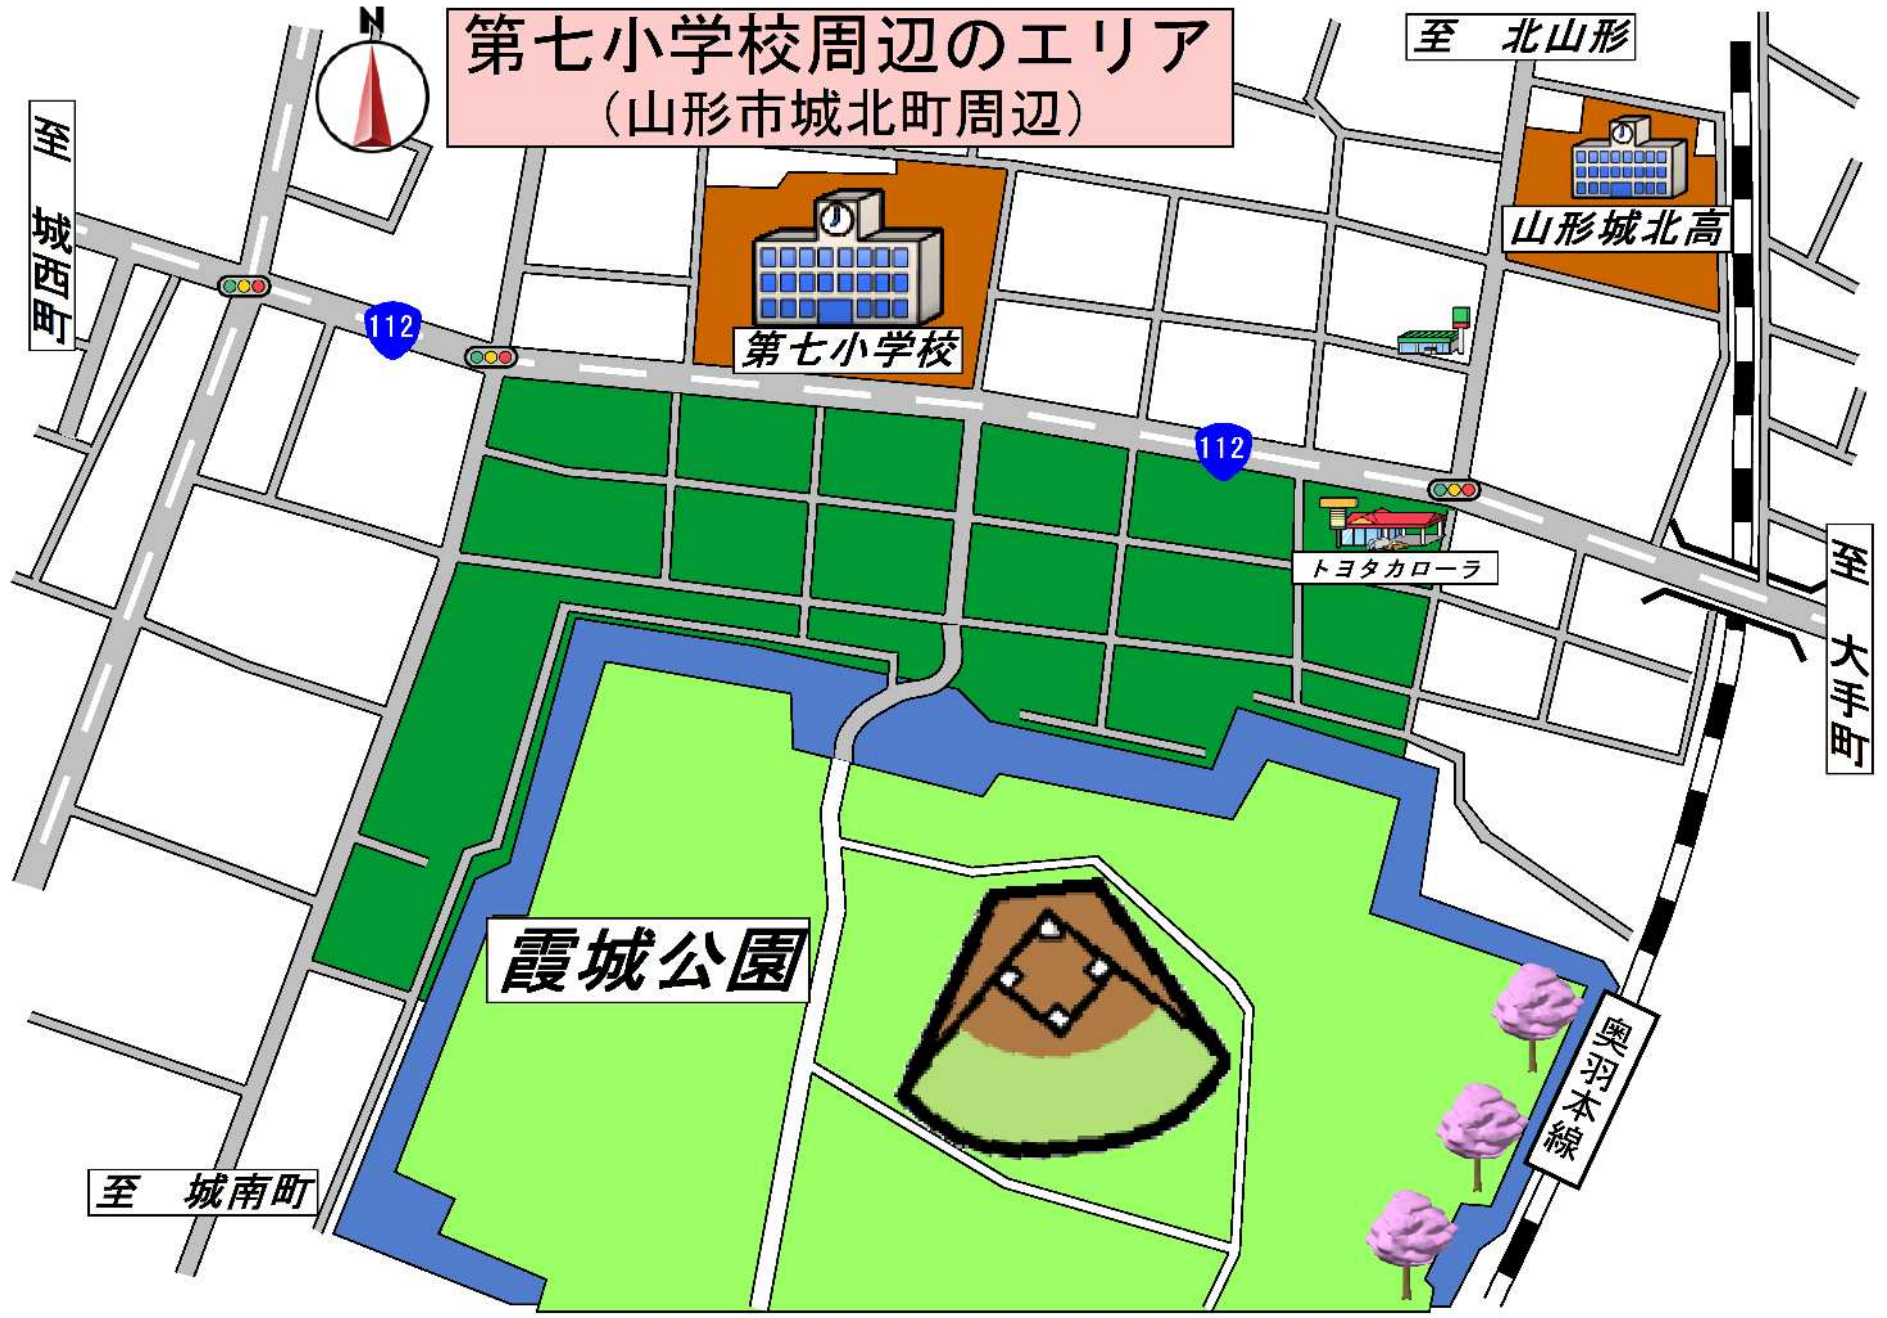 N
第七小学校周辺のエリア
(山形市城北町周辺)
至　北山形
至　城西町
山形城北高
112
第七小学校
112
トヨタカローラ
至　大手町
霞城公園
奥羽本線
至　城南町